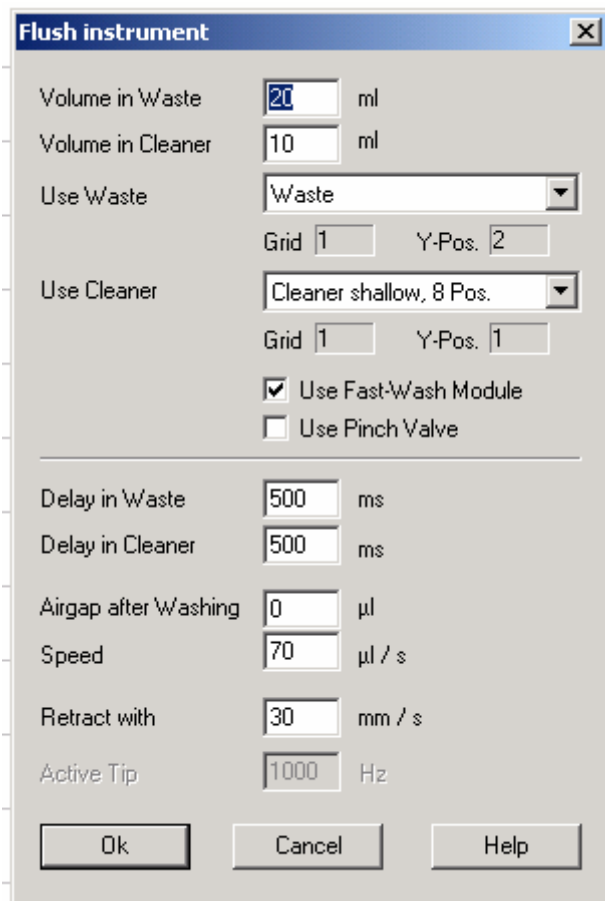 Flush instrument
Volume in Waste 20 ml
Volume in Cleaner 10 ml
Use Waste Waste
Grid 1 Y-Pos. 2
Use Cleaner Cleaner shallow, 8 Pos.
Grid 1 Y-Pos. 1
Use Fast-Wash Module
Use Pinch Valve
Delay in Waste 500 ms
Delay in Cleaner 500 ms
Airgap after Washing 0 µl
Speed 70 µl / s
Retract with 30 mm / s
Active Tip 1000 Hz
Ok Cancel Help